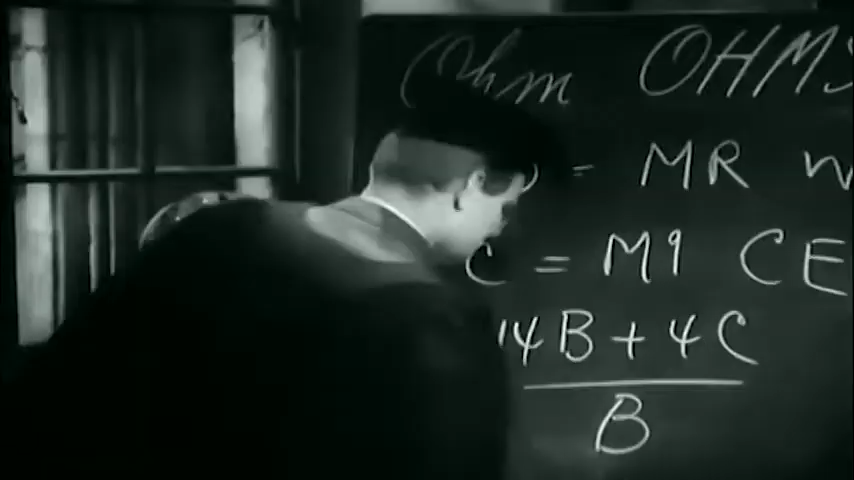 Ohm OHMS
= MR
C = M9 CE
14B+4C
B